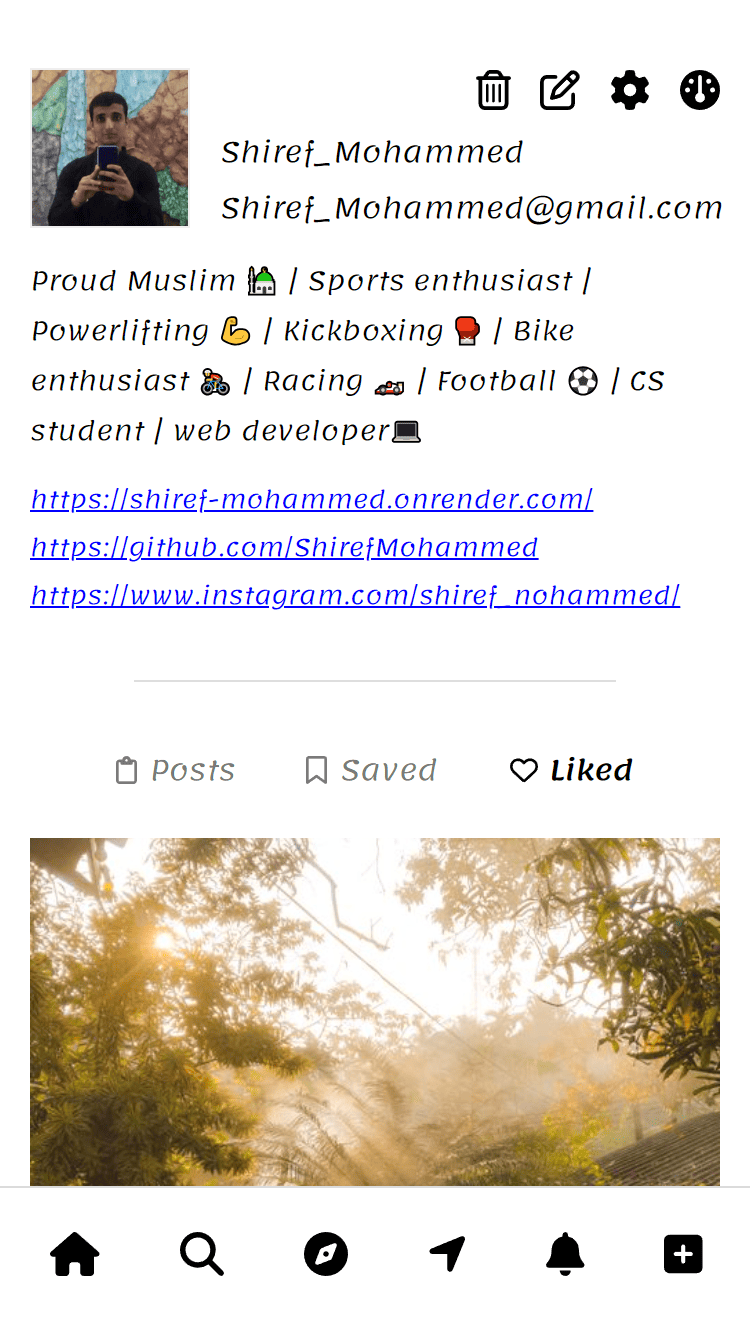 Shiref_Mohammed
Shiref_Mohammed@gmail.com
Proud Muslim 🕌 | Sports enthusiast |
Powerlifting 💪 | Kickboxing 🥊 | Bike
enthusiast 🚴 | Racing 🏎️ | Football ⚽ | CS
student | web developer💻
https://shiref-mohammed.onrender.com/
https://github.com/ShirefMohammed
https://www.instagram.com/shiref_nohammed/
Posts Saved Liked